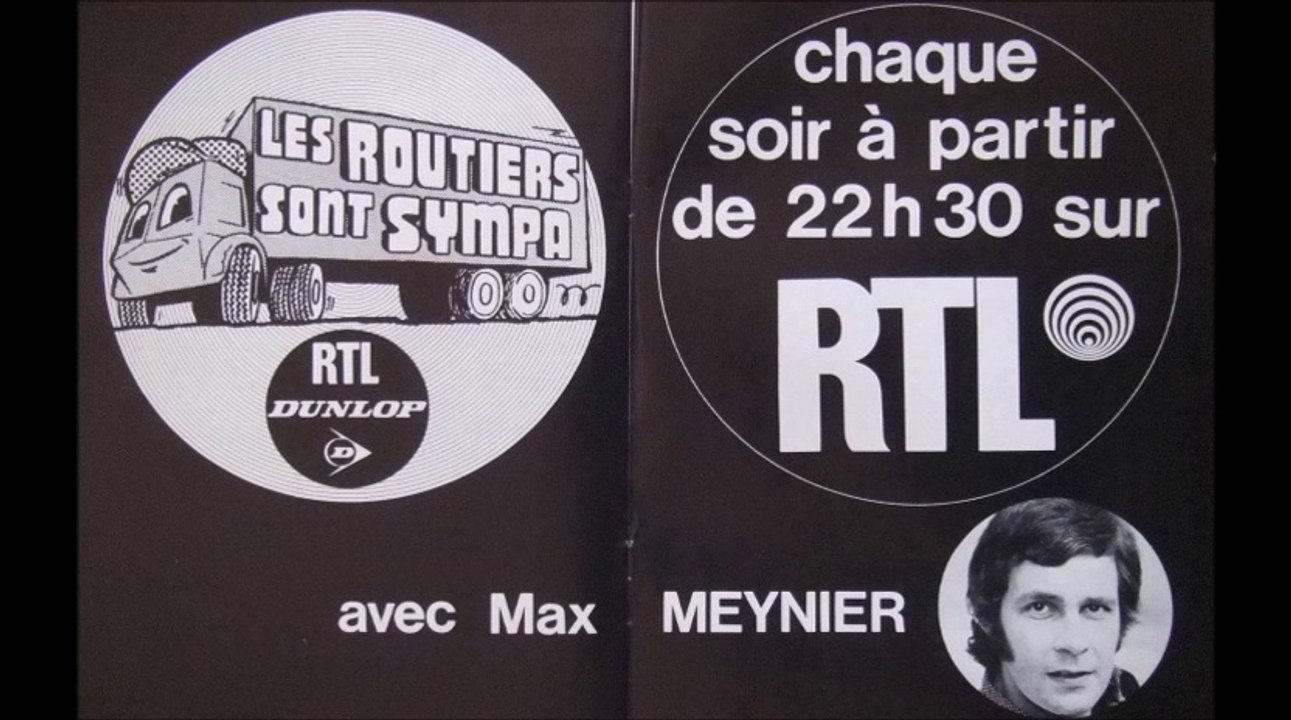 LES ROUTIERS
SONT SYMPA
RTL
DUNLOP
D
chaque
soir à partir
de 22h30 sur
RTL
avec Max MEYNIER